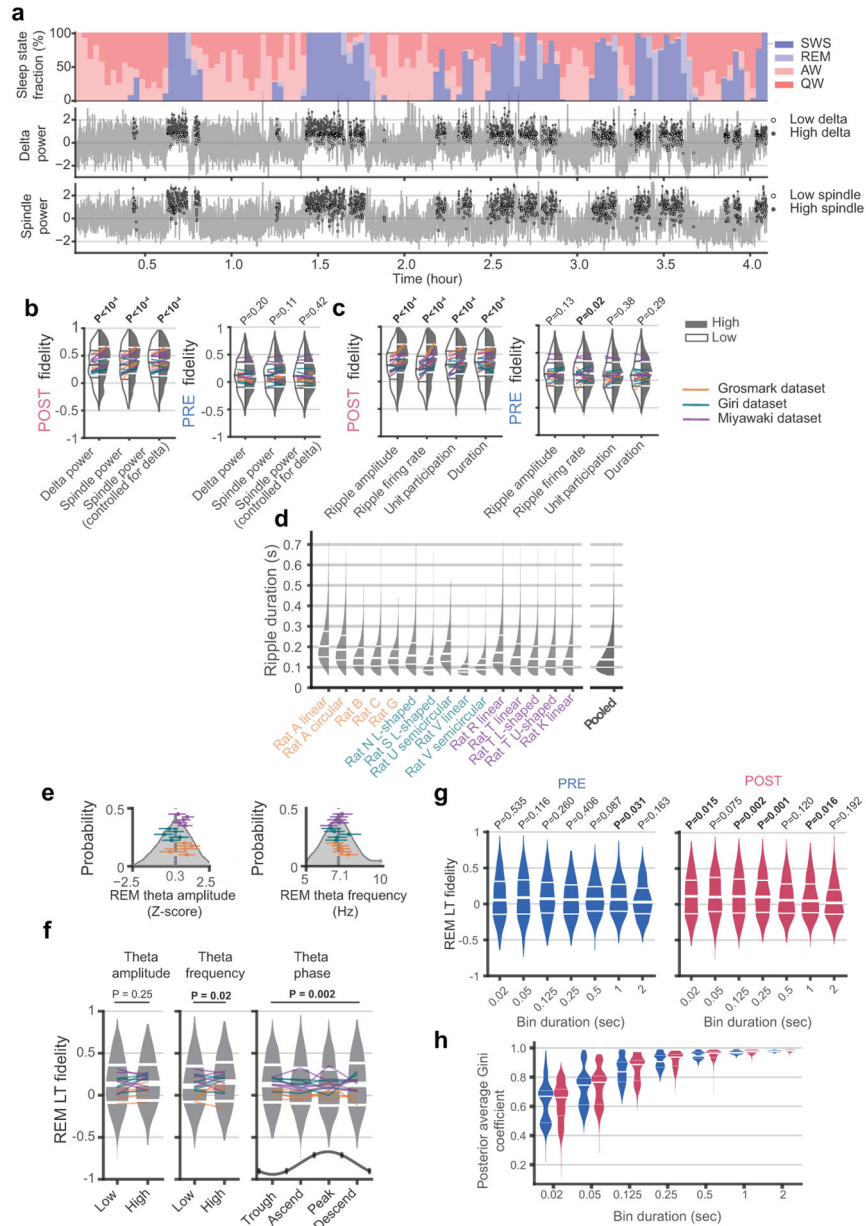 a
Sleep state
fraction (%)
100
50
0
SWS
REM
AW
QW
Delta
power
2
0
−2
Low delta
High delta
Spindle
power
2
0
−2
Low spindle
High spindle
0.5 1.0 1.5 2.0 2.5 3.0 3.5 4.0
Time (hour)
b
P<10⁻⁴ P<10⁻⁴ P<10⁻⁴
POST fidelity
1
0.5
0
−0.5
−1
Delta power
Spindle power
Spindle power
(controlled for delta)
P=0.20 P=0.11 P=0.42
PRE fidelity
1
0.5
0
−0.5
−1
Delta power
Spindle power
Spindle power
(controlled for delta)
c
P<10⁻⁴ P<10⁻⁴ P<10⁻⁴ P<10⁻⁴
POST fidelity
Ripple amplitude
Ripple firing rate
Unit participation
Duration
P=0.13 P=0.02 P=0.38 P=0.29
PRE fidelity
Ripple amplitude
Ripple firing rate
Unit participation
Duration
High
Low
Grosmark dataset
Giri dataset
Miyawaki dataset
d
Ripple duration (s)
0.7
0.6
0.5
0.4
0.3
0.2
0.1
Rat A linear
Rat A circular
Rat B
Rat C
Rat G
Rat N L-shaped
Rat S L-shaped
Rat U semicircular
Rat V linear
Rat V semicircular
Rat R linear
Rat T linear
Rat T L-shaped
Rat T U-shaped
Rat K linear
Pooled
e
Probability
0.5
0
−2.5 0.3 2.5
REM theta amplitude
(Z-score)
Probability
0.5
0
5 7.1 10
REM theta frequency
(Hz)
f
Theta
amplitude
P = 0.25
Theta
frequency
P = 0.02
Theta
phase
P = 0.002
REM LT fidelity
1
0.5
0
−0.5
−1
Low
High
Low
High
Trough
Ascend
Peak
Descend
g
PRE
P=0.535 P=0.116 P=0.260 P=0.406 P=0.087 P=0.031 P=0.163
REM LT fidelity
1
0.5
0
−0.5
−1
0.02 0.05 0.125 0.25 0.5 1 2
Bin duration (sec)
POST
P=0.015 P=0.075 P=0.002 P=0.001 P=0.120 P=0.016 P=0.192
0.02 0.05 0.125 0.25 0.5 1 2
Bin duration (sec)
h
Posterior average Gini
coefficient
1.0
0.8
0.6
0.4
0.2
0.02 0.05 0.125 0.25 0.5 1 2
Bin duration (sec)